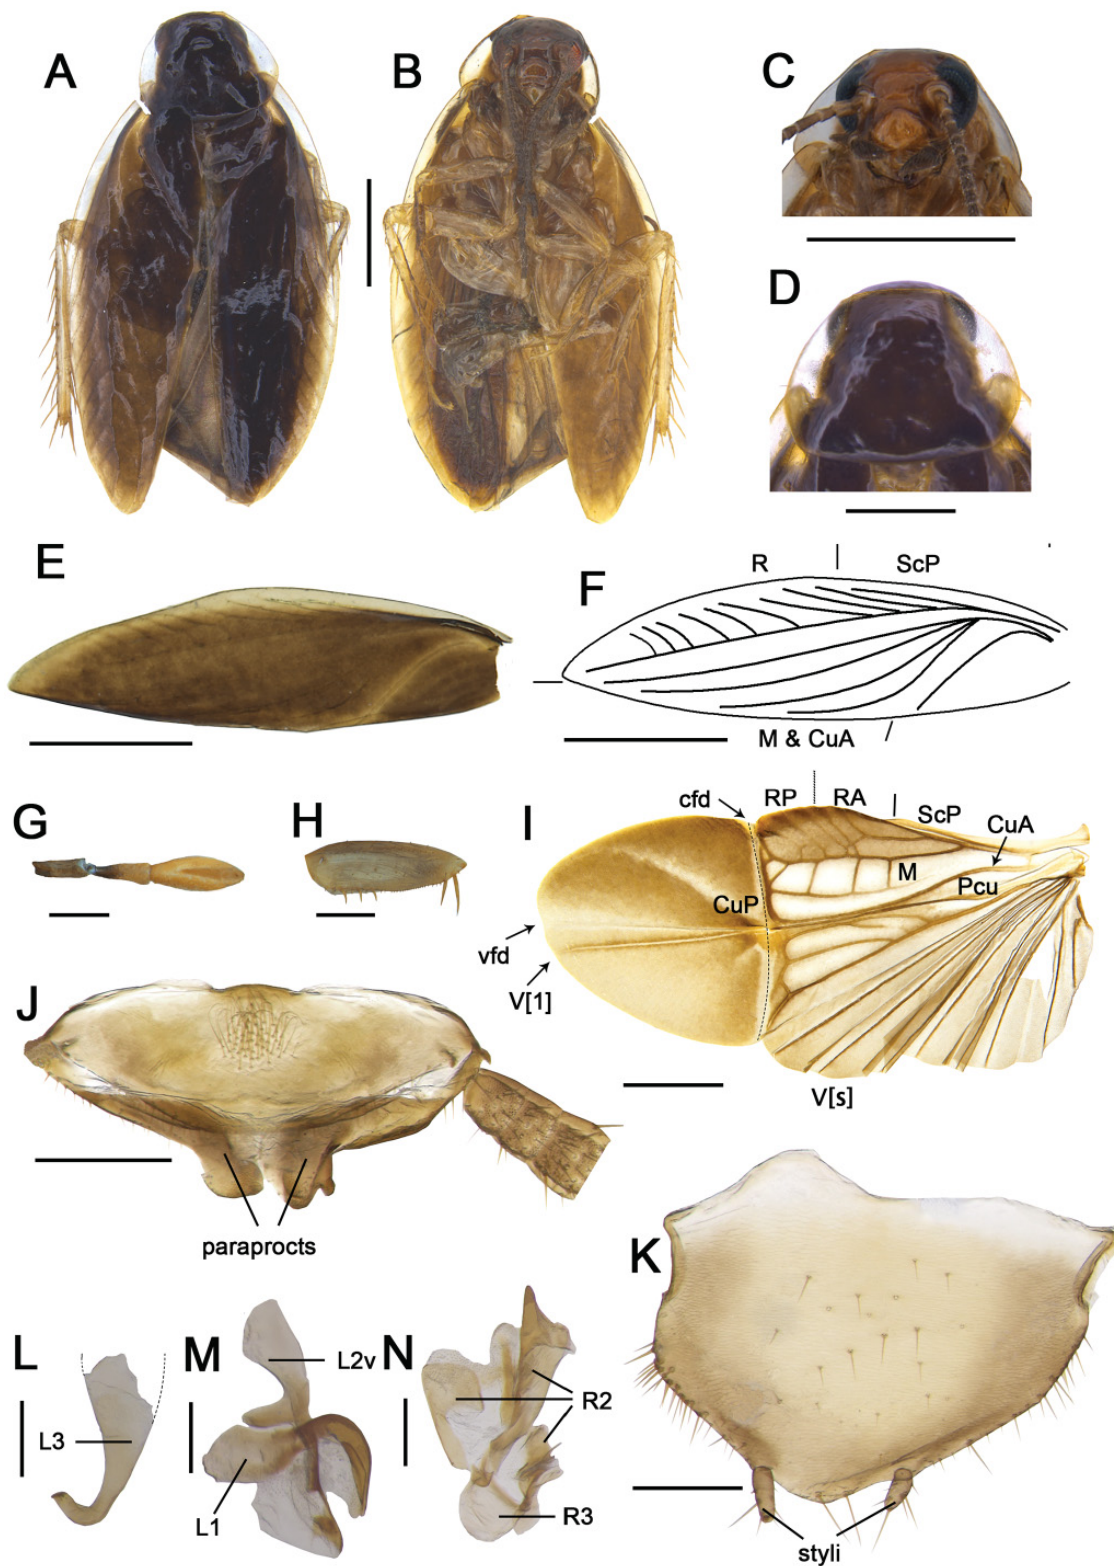 A
B
C
D
E
F
R
ScP
M & CuA
G
H
I
cfd
RP
RA
ScP
CuA
M
Pcu
CuP
vfd
V[1]
V[s]
J
paraprocts
K
styli
L
L3
M
L2v
L1
N
R2
R3